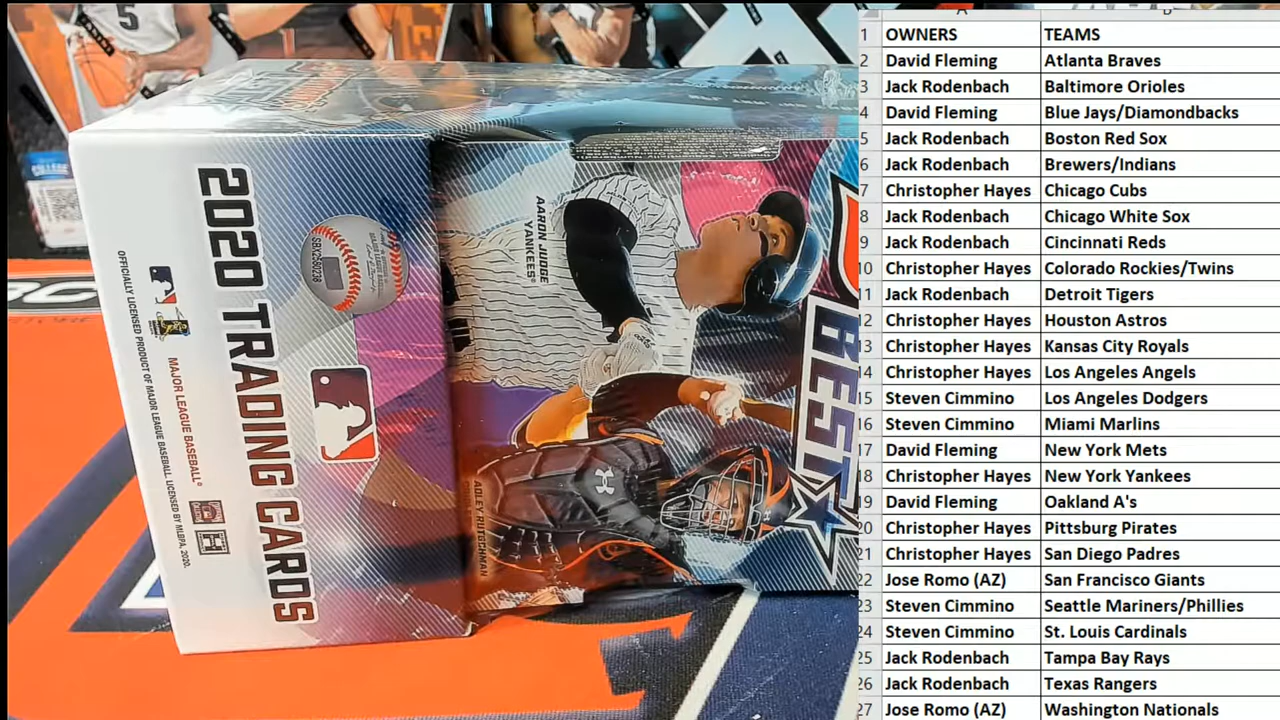 5
2020 TRADING CARDS
MAJOR LEAGUE BASEBALL®
OFFICIALLY LICENSED PRODUCT OF MAJOR LEAGUE BASEBALL. LICENSED BY MLBPA, 2020.
AARON JUDGE
YANKEES®
ADLEY RUTSCHMAN
BEST
A B
1 OWNERS TEAMS
2 David Fleming Atlanta Braves
3 Jack Rodenbach Baltimore Orioles
4 David Fleming Blue Jays/Diamondbacks
5 Jack Rodenbach Boston Red Sox
6 Jack Rodenbach Brewers/Indians
7 Christopher Hayes Chicago Cubs
8 Jack Rodenbach Chicago White Sox
9 Jack Rodenbach Cincinnati Reds
10 Christopher Hayes Colorado Rockies/Twins
11 Jack Rodenbach Detroit Tigers
12 Christopher Hayes Houston Astros
13 Christopher Hayes Kansas City Royals
14 Christopher Hayes Los Angeles Angels
15 Steven Cimmino Los Angeles Dodgers
16 Steven Cimmino Miami Marlins
17 David Fleming New York Mets
18 Christopher Hayes New York Yankees
19 David Fleming Oakland A's
20 Christopher Hayes Pittsburg Pirates
21 Christopher Hayes San Diego Padres
22 Jose Romo (AZ) San Francisco Giants
23 Steven Cimmino Seattle Mariners/Phillies
24 Steven Cimmino St. Louis Cardinals
25 Jack Rodenbach Tampa Bay Rays
26 Jack Rodenbach Texas Rangers
27 Jose Romo (AZ) Washington Nationals